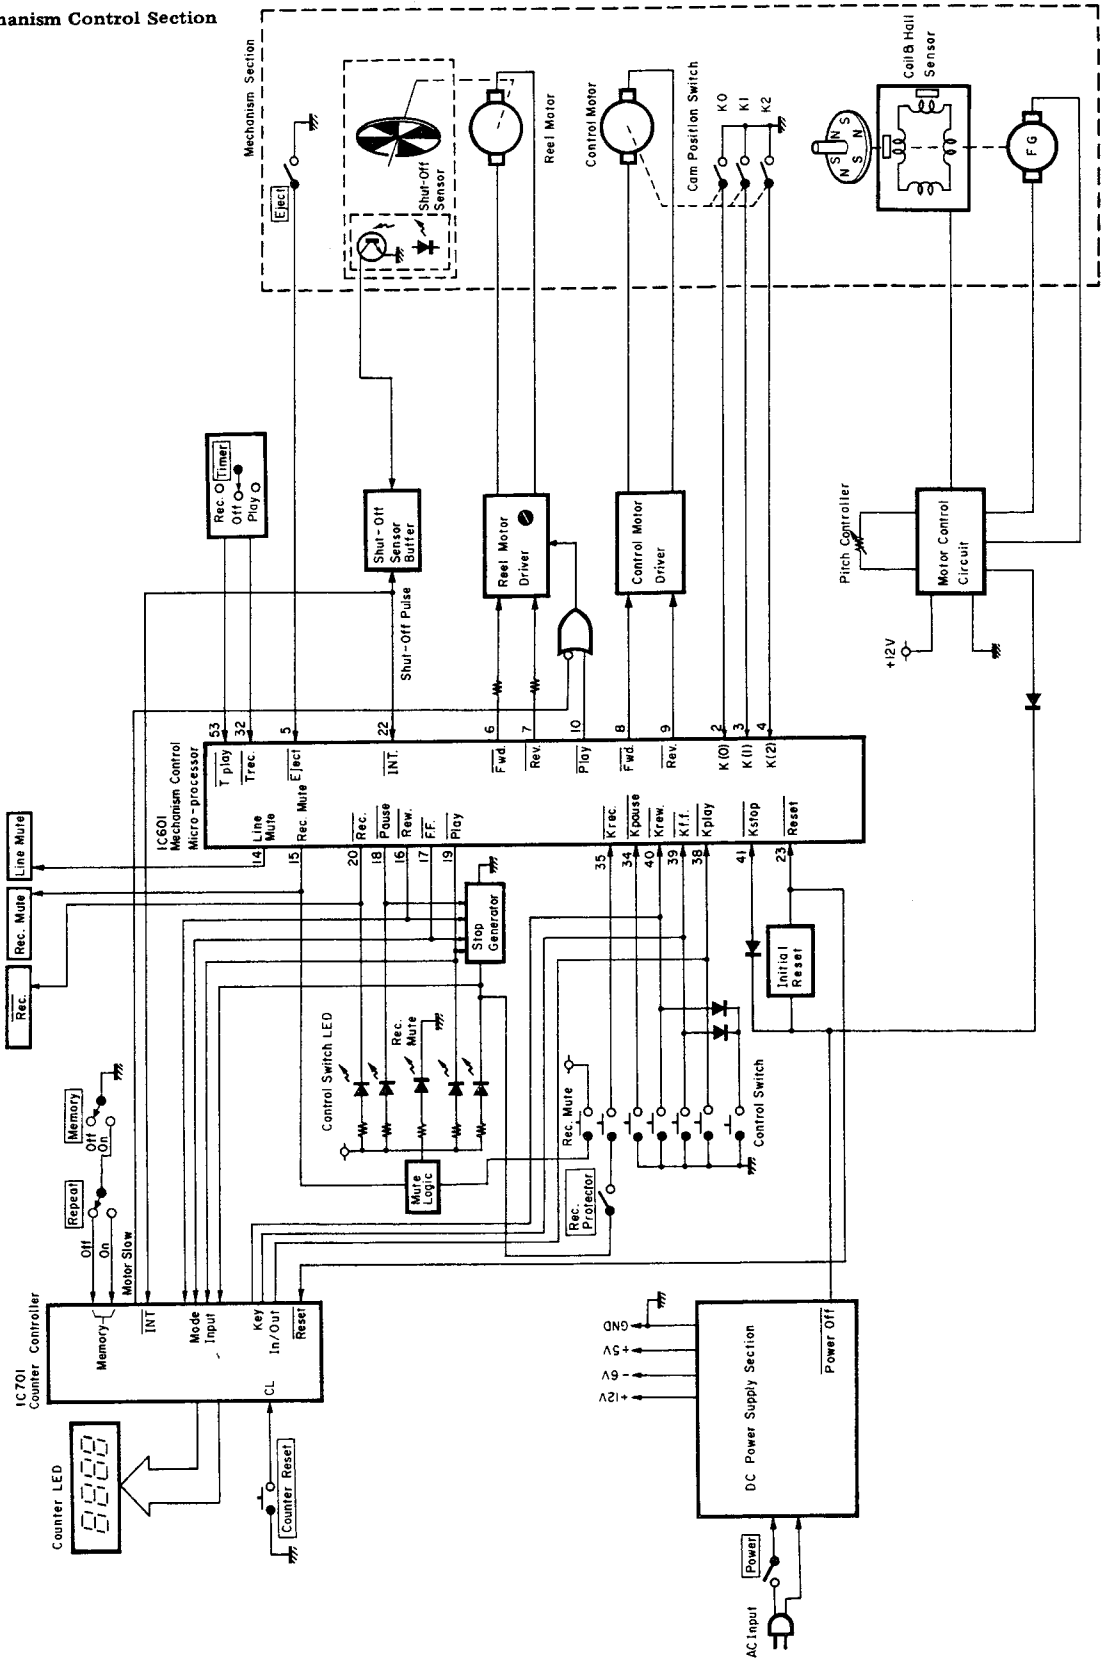 hanism Control Section
Mechanism Section
Eject
Shut-Off
Sensor
Reel Motor
Control Motor
Cam Position Switch
K0
K1
K2
Coil & Hall
Sensor
N
S
N
S
N
S
F G
Rec.
Timer
Off
Play
Shut-Off
Sensor
Buffer
Shut-Off Pulse
Reel Motor
Driver
Control Motor
Driver
Pitch Controller
Motor Control
Circuit
+12V
IC601
Mechanism Control
Micro-processor
53
T play
32
Trec.
5
Eject
22
INT.
6
Fwd.
7
Rev.
10
Play
8
Fwd.
9
Rev.
2
K(0)
3
K(1)
4
K(2)
14
Line
Mute
15
Rec. Mute
20
Rec.
18
Pause
16
Rew.
17
F.F.
19
Play
35
Krec.
34
Kpause
40
Krew.
39
Kf.f.
38
Kplay
41
Kstop
23
Reset
Line Mute
Rec. Mute
Rec.
Stop
Generator
Initial
Reset
Control Switch LED
Rec.
Mute
Mute
Logic
Rec. Mute
Control Switch
Rec.
Protector
Memory
Off
On
Repeat
Off
On
Motor Slow
IC701
Counter Controller
Memory
INT
Mode
Input
Key
In/Out
Reset
CL
Counter LED
8888
Counter Reset
GND
+5V
-6V
+12V
DC Power Supply Section
Power Off
Power
AC Input